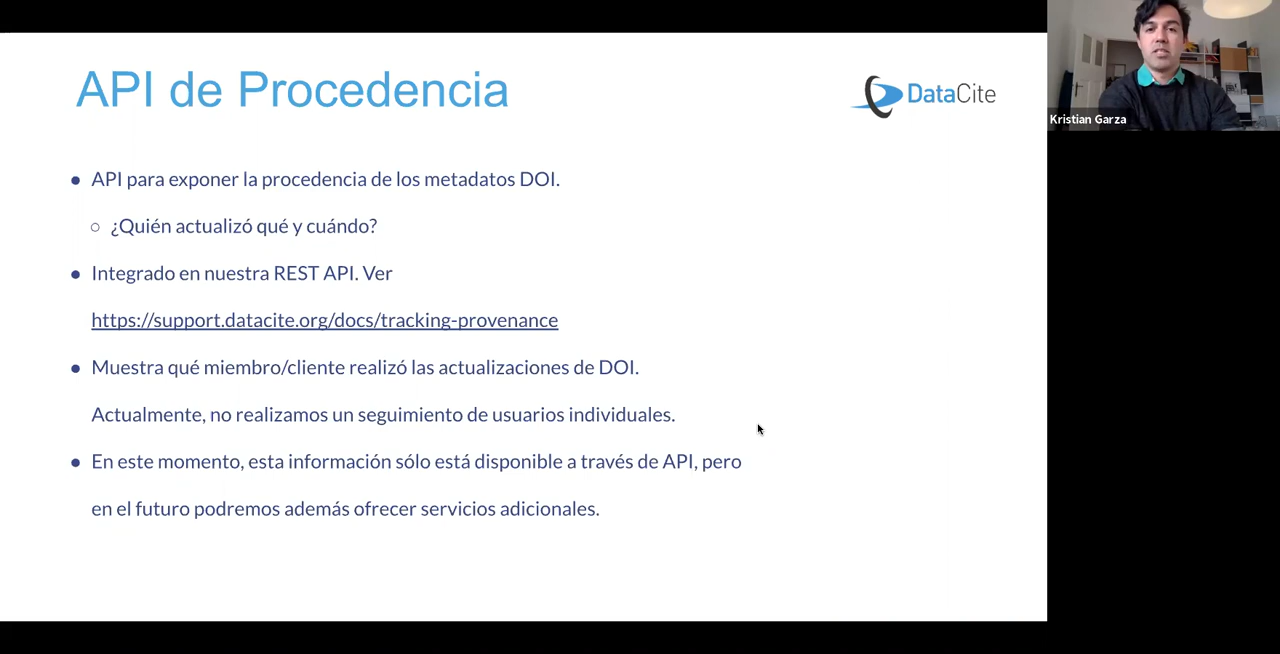 API de Procedencia
DataCite
Kristian Garza
● API para exponer la procedencia de los metadatos DOI.
○ ¿Quién actualizó qué y cuándo?
● Integrado en nuestra REST API. Ver
https://support.datacite.org/docs/tracking-provenance
● Muestra qué miembro/cliente realizó las actualizaciones de DOI.
Actualmente, no realizamos un seguimiento de usuarios individuales.
● En este momento, esta información sólo está disponible a través de API, pero
en el futuro podremos además ofrecer servicios adicionales.